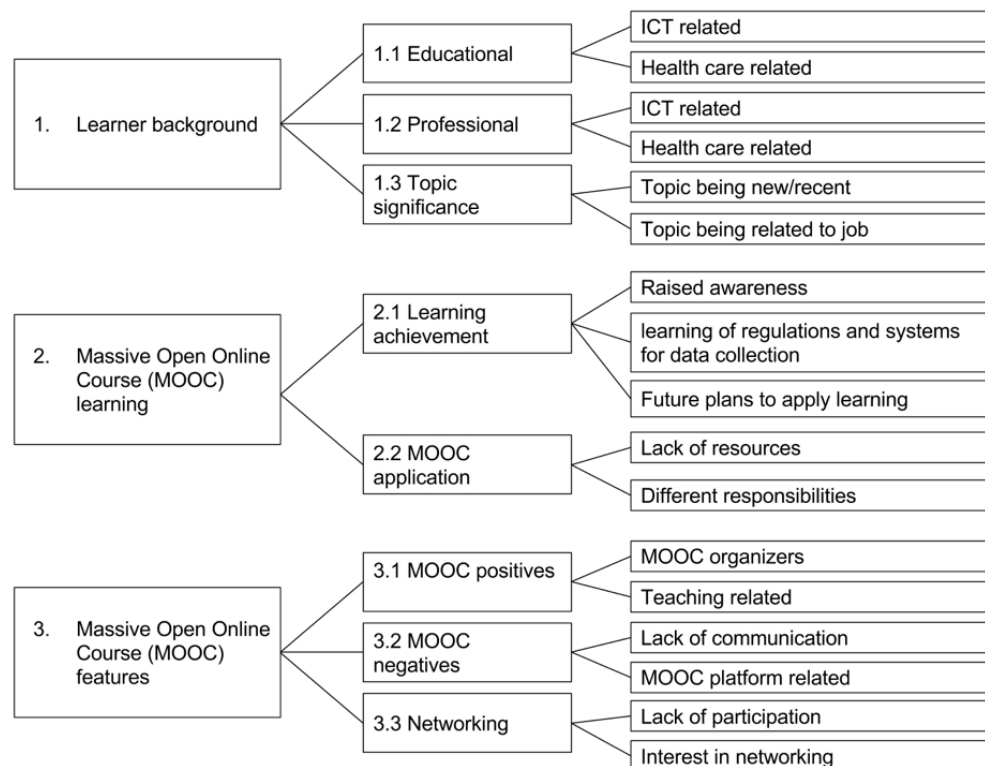 1. Learner background
1.1 Educational
ICT related
Health care related
1.2 Professional
ICT related
Health care related
1.3 Topic
significance
Topic being new/recent
Topic being related to job
2. Massive Open Online
Course (MOOC)
learning
2.1 Learning
achievement
Raised awareness
learning of regulations and systems
for data collection
Future plans to apply learning
2.2 MOOC
application
Lack of resources
Different responsibilities
3. Massive Open Online
Course (MOOC)
features
3.1 MOOC positives
MOOC organizers
Teaching related
3.2 MOOC
negatives
Lack of communication
MOOC platform related
3.3 Networking
Lack of participation
Interest in networking